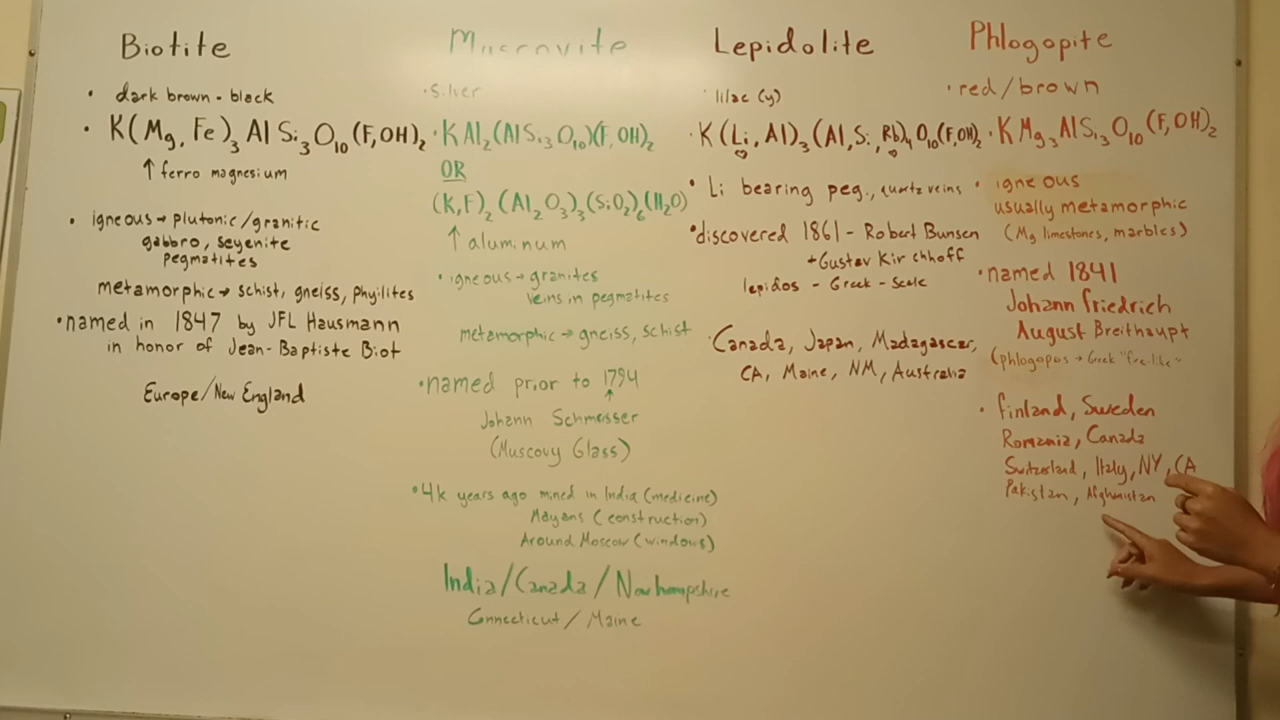 Biotite
• dark brown - black
• K(Mg, Fe)3 Al Si3 O10 (F,OH)2
↑ ferro magnesium
• igneous → plutonic/granitic
gabbro, seyenite
pegmatites
metamorphic → schist, gneiss, phyllites
• named in 1847 by JFL Hausmann
in honor of Jean-Baptiste Biot
Europe/New England
Muscovite
• silver
• K Al2 (Al Si3 O10)(F, OH)2
OR
(K,F)2 (Al2O3)3 (SiO2)6 (H2O)
↑ aluminum
• igneous → granites
veins in pegmatites
metamorphic → gneiss, schist
• named prior to 1794
↑
Johann Schmeisser
(Muscovy Glass)
• 4k years ago mined in India (medicine)
Mayans (construction)
Around Moscow (windows)
India/Canada/Newhampshire
Connecticut / Maine
Lepidolite
• lilac (y)
• K (Li, Al)3 (Al, Si, Rb)4 O10 (F,OH)2
• Li bearing peg., quartz veins
• discovered 1861 - Robert Bunsen
+ Gustav Kirchhoff
lepidos - Greek - Scale
• Canada, Japan, Madagascar,
CA, Maine, NM, Australia
Phlogopite
• red/brown
• K Mg3 Al Si3 O10 (F, OH)2
• igneous
usually metamorphic
(Mg limestones, marbles)
• named 1841
Johann Friedrich
August Breithaupt
(phlogopos → Greek "fire-like"
• Finland, Sweden
Romania, Canada
Switzerland, Italy, NY, CA
Pakistan, Afghanistan